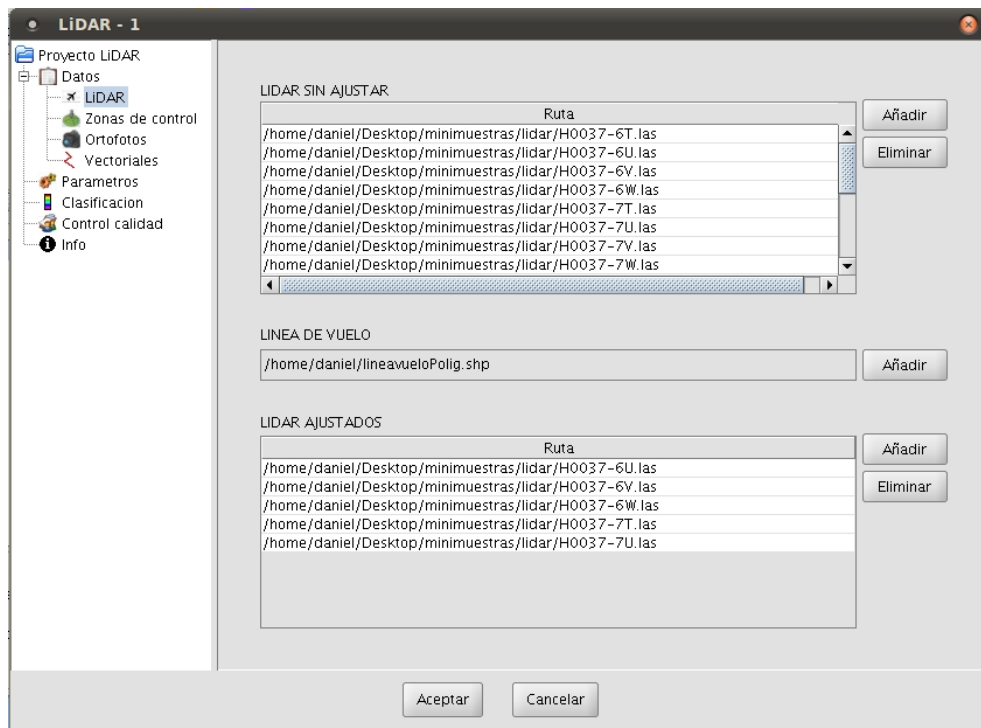 LiDAR - 1
Proyecto LiDAR
Datos
LiDAR
Zonas de control
Ortofotos
Vectoriales
Parametros
Clasificacion
Control calidad
Info
LIDAR SIN AJUSTAR
Ruta
/home/daniel/Desktop/minimuestras/lidar/H0037-6T.las
/home/daniel/Desktop/minimuestras/lidar/H0037-6U.las
/home/daniel/Desktop/minimuestras/lidar/H0037-6V.las
/home/daniel/Desktop/minimuestras/lidar/H0037-6W.las
/home/daniel/Desktop/minimuestras/lidar/H0037-7T.las
/home/daniel/Desktop/minimuestras/lidar/H0037-7U.las
/home/daniel/Desktop/minimuestras/lidar/H0037-7V.las
/home/daniel/Desktop/minimuestras/lidar/H0037-7W.las
Añadir
Eliminar
LINEA DE VUELO
/home/daniel/lineavueloPolig.shp
Añadir
LIDAR AJUSTADOS
Ruta
/home/daniel/Desktop/minimuestras/lidar/H0037-6U.las
/home/daniel/Desktop/minimuestras/lidar/H0037-6V.las
/home/daniel/Desktop/minimuestras/lidar/H0037-6W.las
/home/daniel/Desktop/minimuestras/lidar/H0037-7T.las
/home/daniel/Desktop/minimuestras/lidar/H0037-7U.las
Añadir
Eliminar
Aceptar
Cancelar